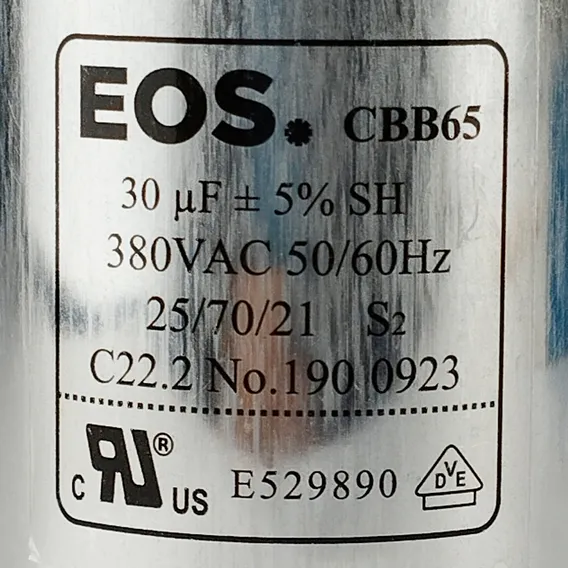 EOS. CBB65
30 µF ± 5% SH
380VAC 50/60Hz
25/70/21 S2
C22.2 No.190 0923
c RU® US E529890 DVE